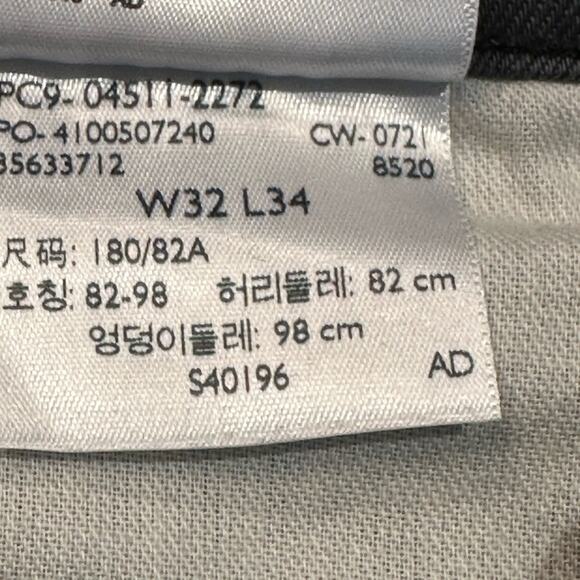 AD
PC9-04511-2272
PO-4100507240 CW-0721
35633712 8520
W32 L34
尺码: 180/82A
호칭: 82-98 허리둘레: 82 cm
엉덩이둘레: 98 cm
S40196 AD